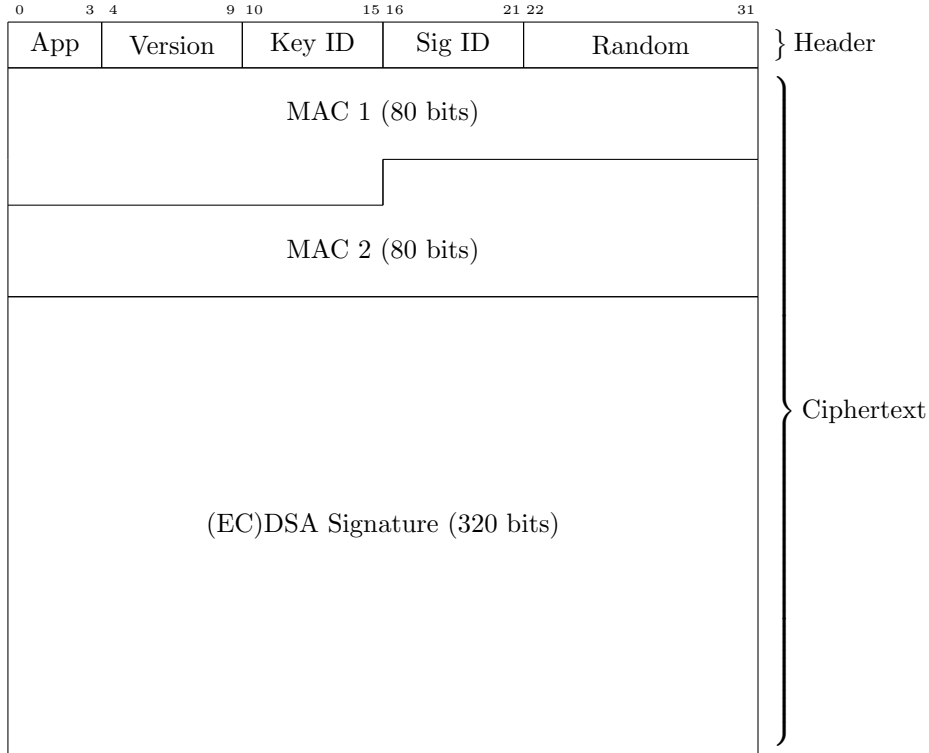 0 3 4 9 10 15 16 21 22 31
App Version Key ID Sig ID Random } Header
MAC 1 (80 bits)
MAC 2 (80 bits)
Ciphertext
(EC)DSA Signature (320 bits)